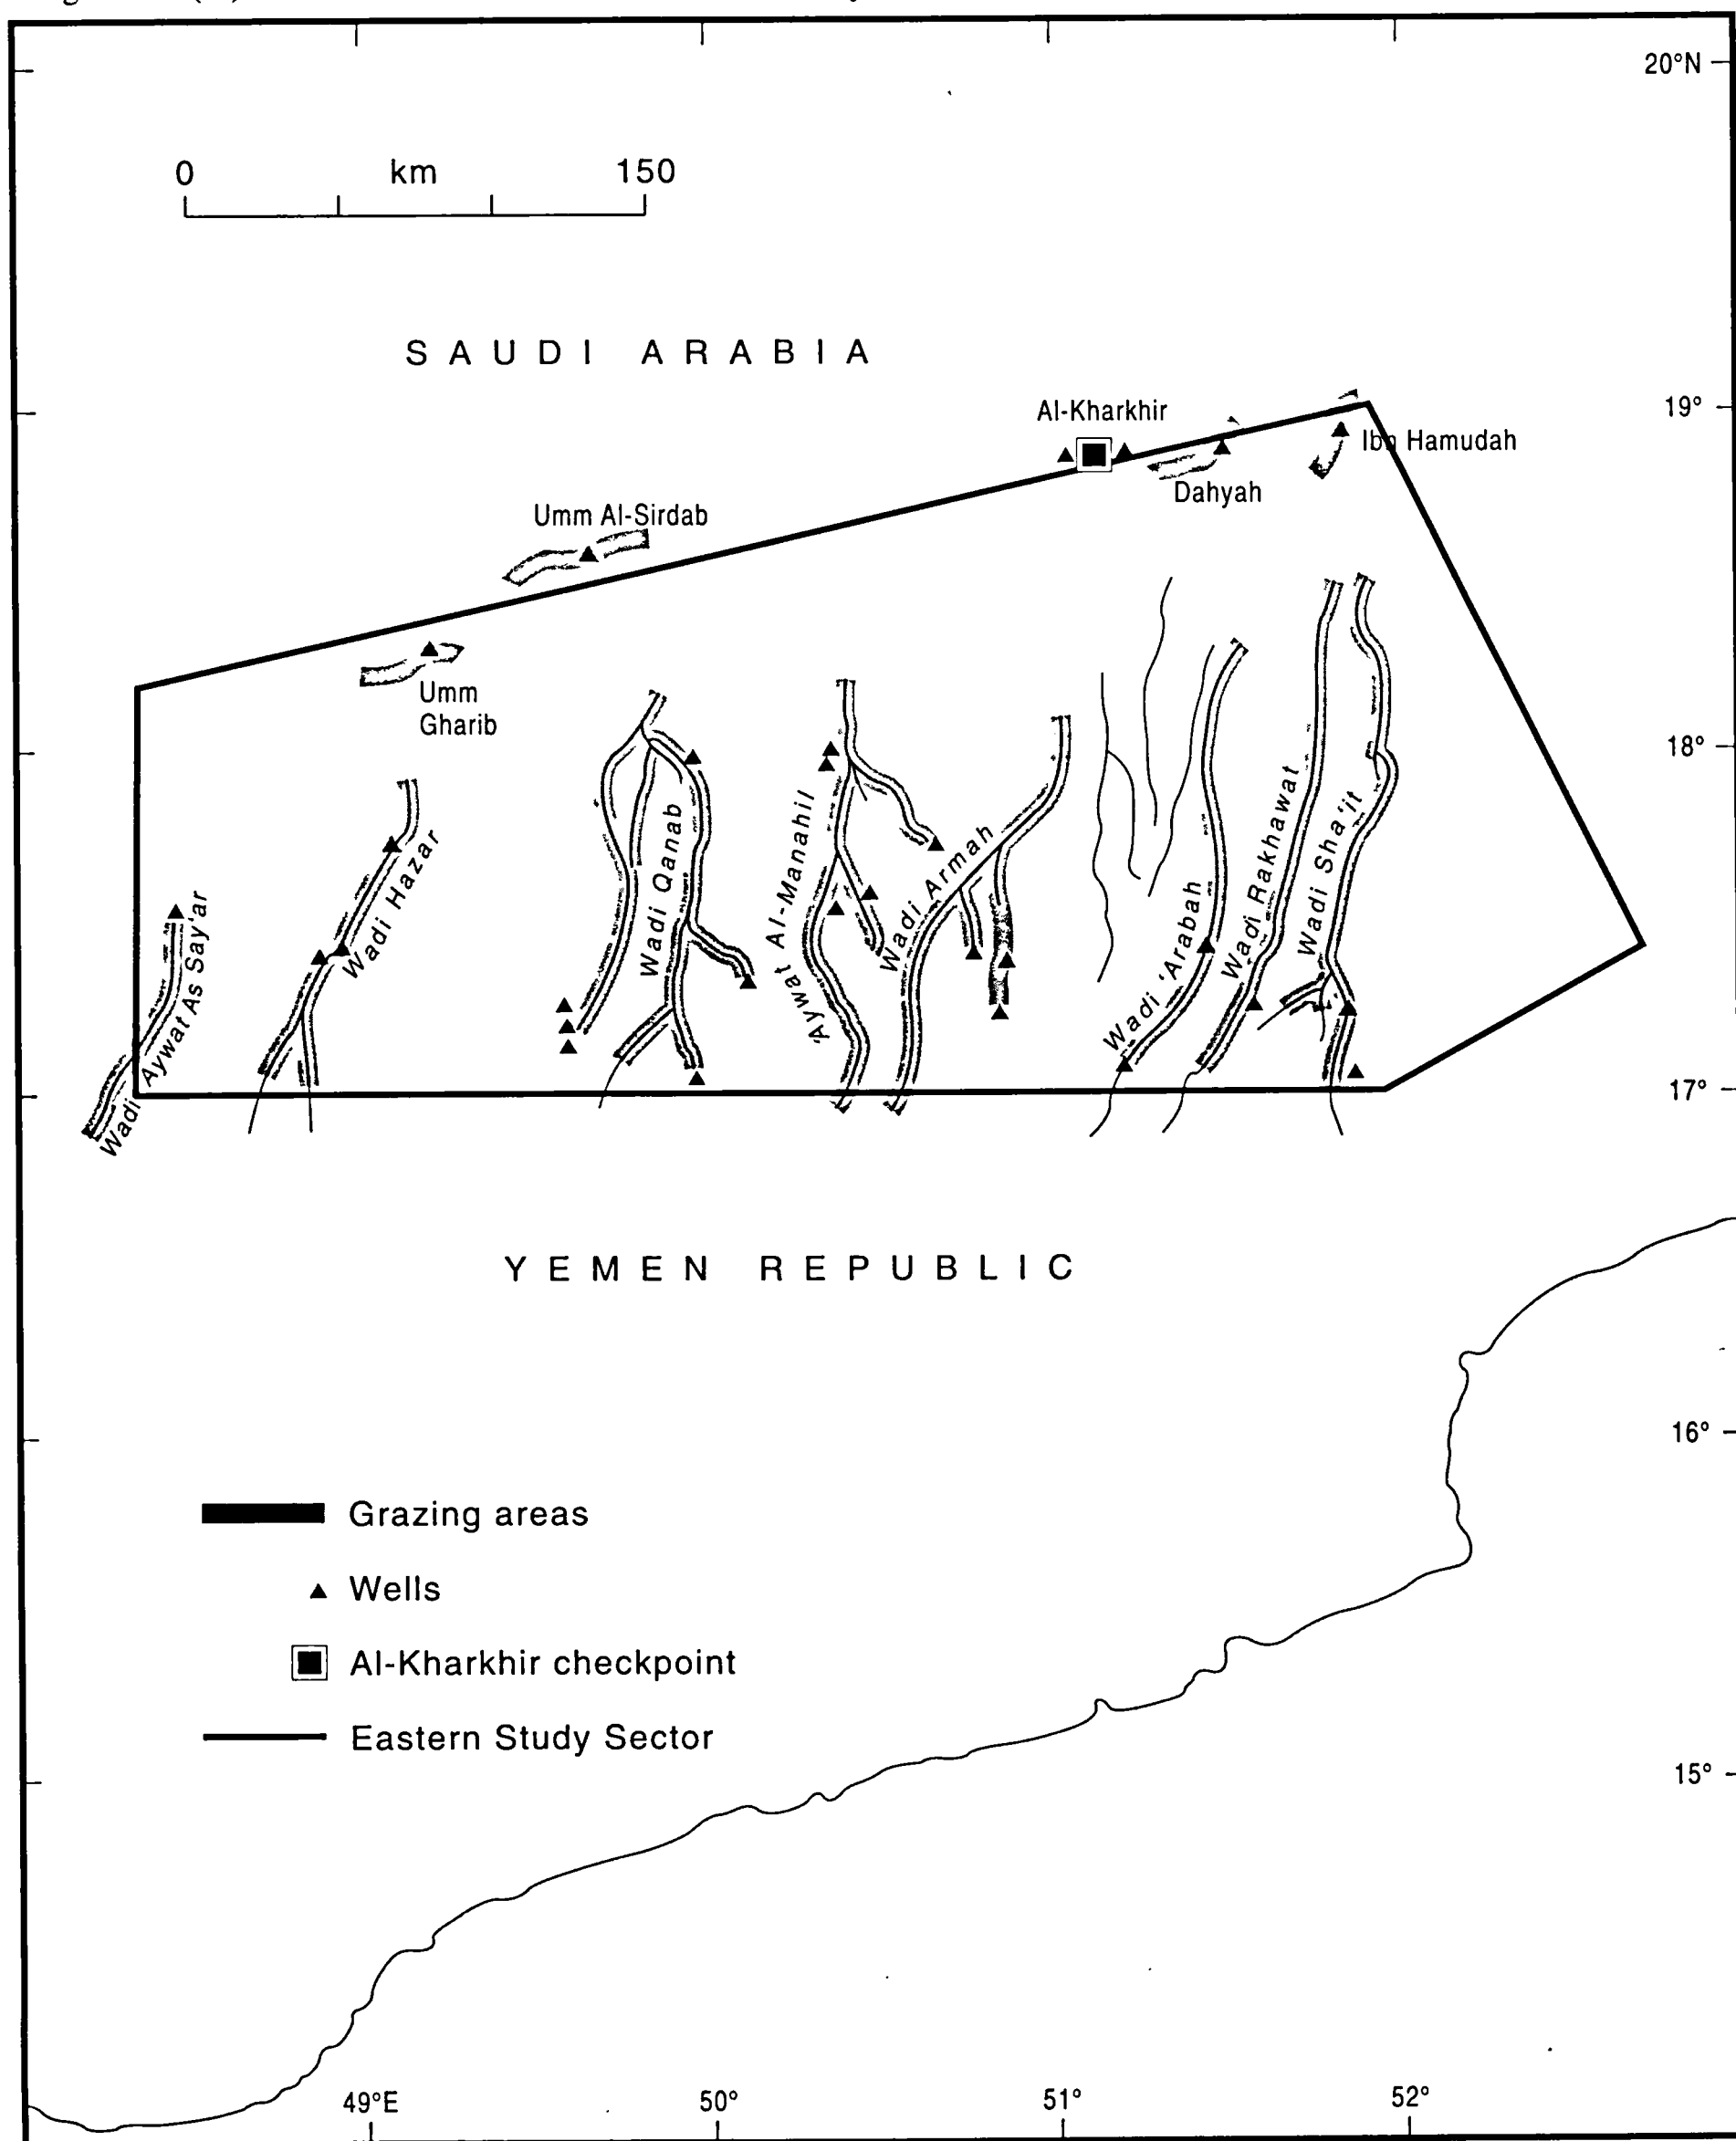 20°N
0 km 150
SAUDI ARABIA
19°
Al-Kharkhir
Ibn Hamudah
Dahyah
Umm Al-Sirdab
Umm
Gharib
18°
Wadi Hazar
Wadi Qanab
'Aywat Al-Manahil
Wadi Armah
Wadi 'Arabah
Wadi Rakhawat
Wadi Sha'it
Wadi 'Aywat As Say'ar
17°
YEMEN REPUBLIC
16°
Grazing areas
Wells
Al-Kharkhir checkpoint
Eastern Study Sector
15°
49°E 50° 51° 52°